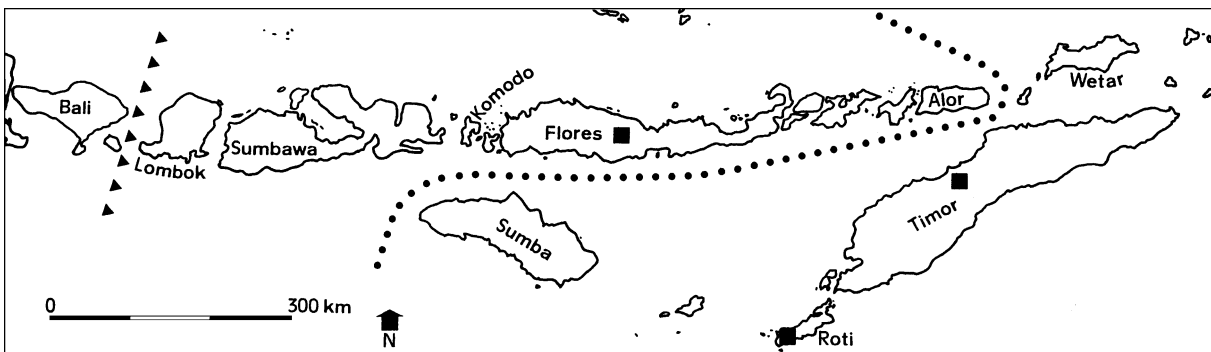 Bali
Lombok
Sumbawa
Komodo
Flores
Alor
Wetar
Timor
Sumba
Roti
0 300 km
N